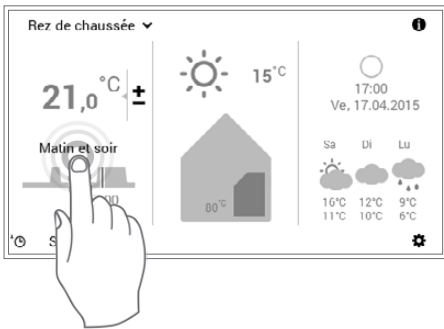 Rez de chaussée
21,0 °C ±
15 °C
17:00
Ve, 17.04.2015
Matin et soir
Sa Di Lu
80 °C
16°C 12°C 9°C
11°C 10°C 6°C